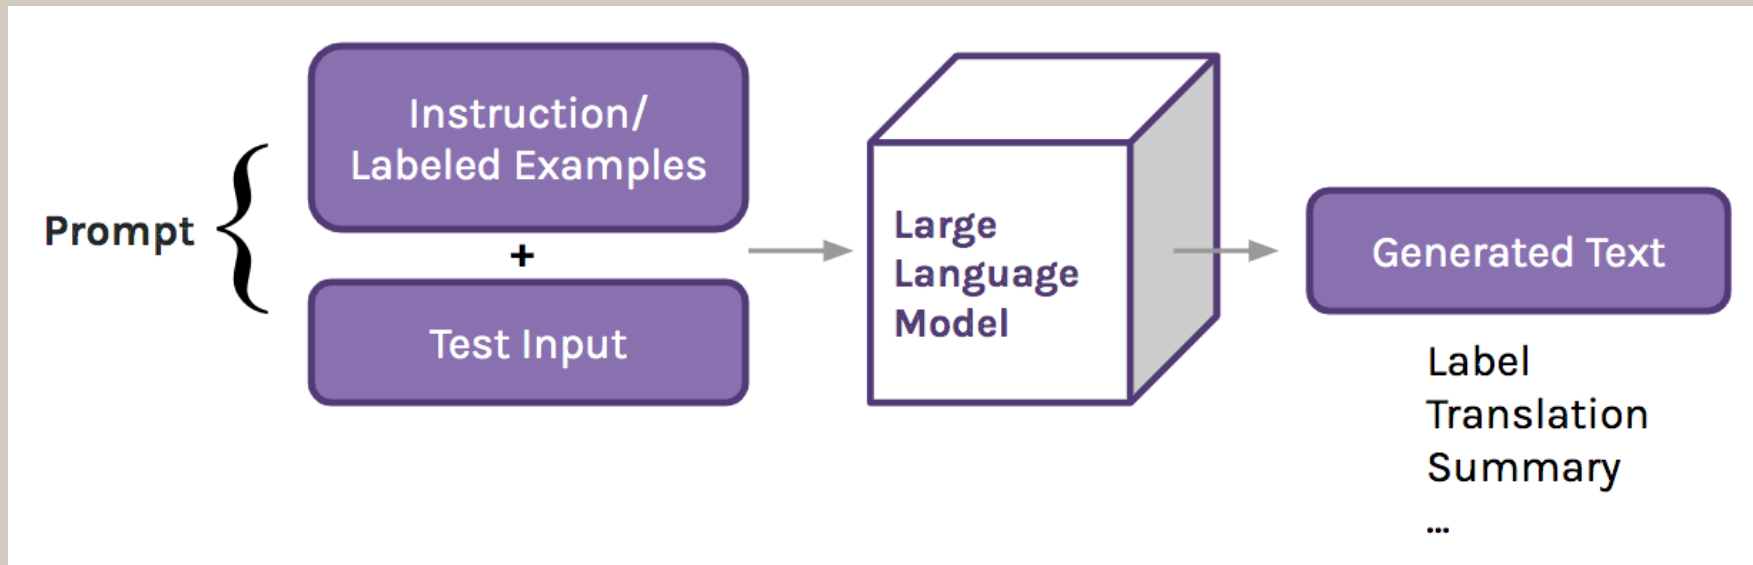 Prompt
Instruction/
Labeled Examples
+
Test Input
Large
Language
Model
Generated Text
Label
Translation
Summary
...